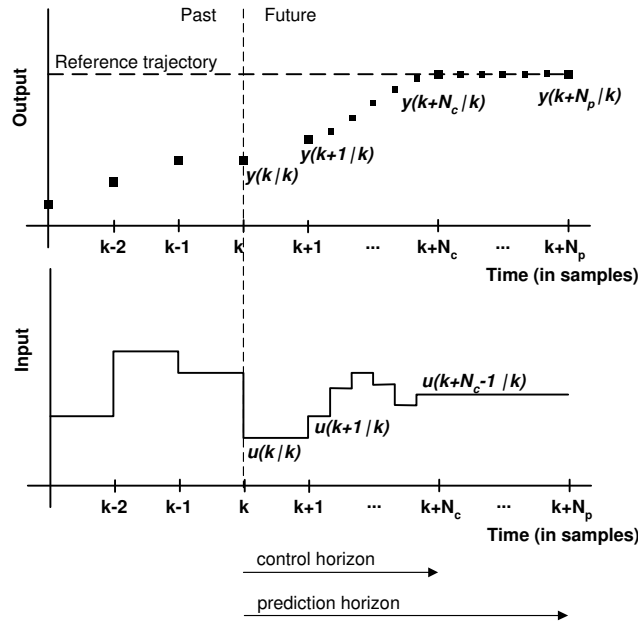 Past Future
Reference trajectory
Output
y(k|k)
y(k+1|k)
y(k+N_c|k)
y(k+N_p|k)
k-2 k-1 k k+1 ... k+N_c ... k+N_p
Time (in samples)
Input
u(k|k)
u(k+1|k)
u(k+N_c-1|k)
k-2 k-1 k k+1 ... k+N_c ... k+N_p
Time (in samples)
control horizon
prediction horizon